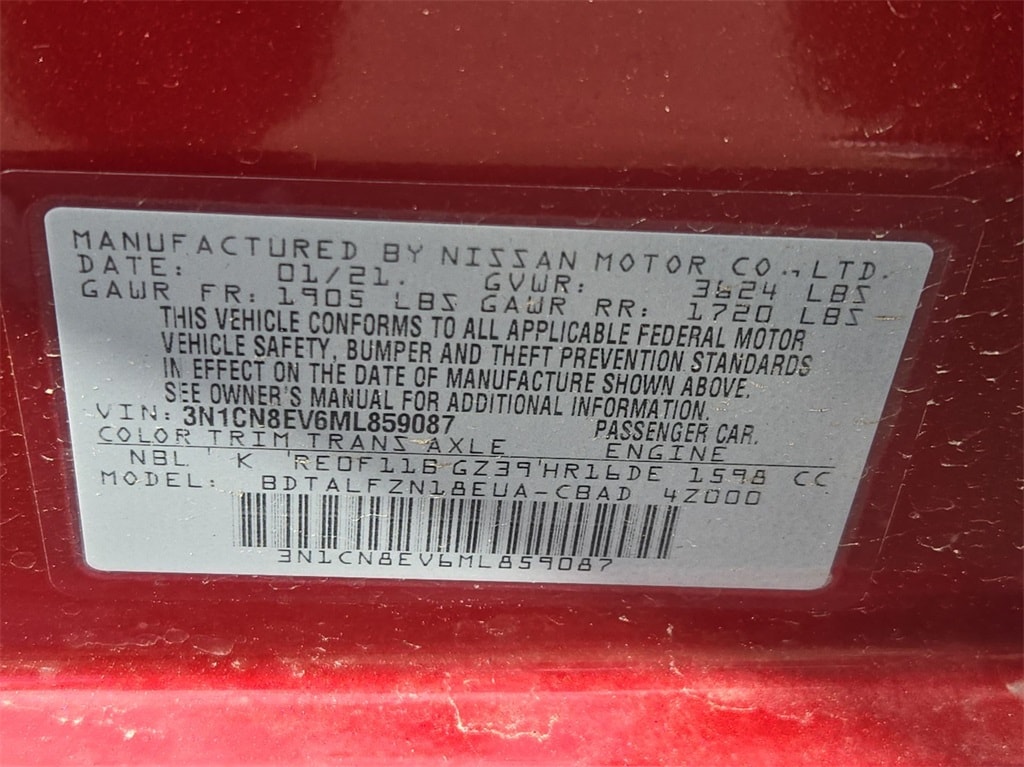 MANUFACTURED BY NISSAN MOTOR CO., LTD.
DATE: 01/21. GVWR: 3624 LBS
GAWR FR: 1905 LBS GAWR RR: 1720 LBS
THIS VEHICLE CONFORMS TO ALL APPLICABLE FEDERAL MOTOR
VEHICLE SAFETY, BUMPER AND THEFT PREVENTION STANDARDS
IN EFFECT ON THE DATE OF MANUFACTURE SHOWN ABOVE.
SEE OWNER'S MANUAL FOR ADDITIONAL INFORMATION.
VIN: 3N1CN8EV6ML859087 PASSENGER CAR.
COLOR TRIM TRANS AXLE ENGINE
NBL K RE0F11B GZ39 HR16DE 1598 CC
MODEL: BDTALFZN18EUA-CBAD 4Z000
3N1CN8EV6ML859087